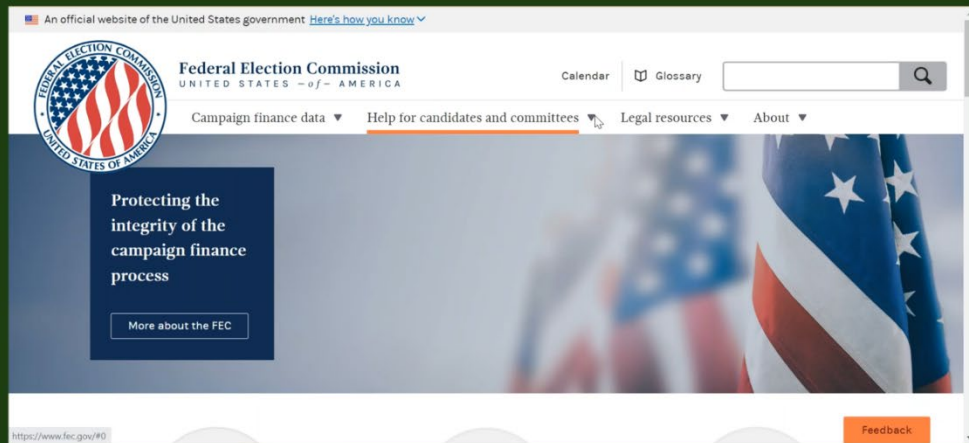 An official website of the United States government Here's how you know
FEDERAL ELECTION COMMISSION
UNITED STATES OF AMERICA
Federal Election Commission
UNITED STATES -of- AMERICA
Calendar
Glossary
Campaign finance data ▼
Help for candidates and committees ▼
Legal resources ▼
About ▼
Protecting the
integrity of the
campaign finance
process
More about the FEC
Feedback
https://www.fec.gov/#0